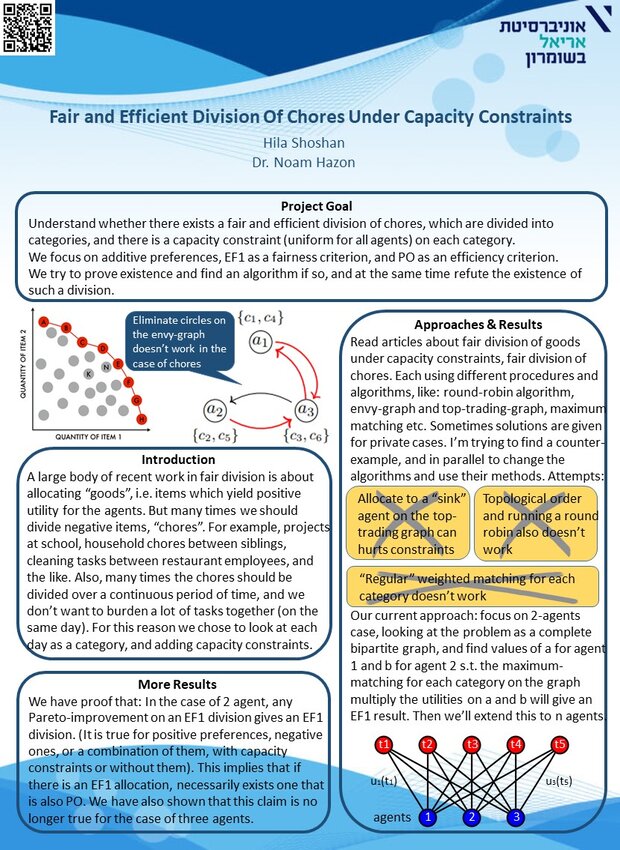 אוניברסיטת
אריאל
בשומרון
Fair and Efficient Division Of Chores Under Capacity Constraints
Hila Shoshan
Dr. Noam Hazon
Project Goal
Understand whether there exists a fair and efficient division of chores, which are divided into
categories, and there is a capacity constraint (uniform for all agents) on each category.
We focus on additive preferences, EF1 as a fairness criterion, and PO as an efficiency criterion.
We try to prove existence and find an algorithm if so, and at the same time refute the existence of
such a division.
QUANTITY OF ITEM 2
A
B
C
D
E
K
N
F
G
H
QUANTITY OF ITEM 1
Eliminate circles on
the envy-graph
doesn't work in the
case of chores
{c₁, c₄}
a₁
a₂
a₃
{c₂, c₅}
{c₃, c₆}
Introduction
A large body of recent work in fair division is about
allocating "goods", i.e. items which yield positive
utility for the agents. But many times we should
divide negative items, "chores". For example, projects
at school, household chores between siblings,
cleaning tasks between restaurant employees, and
the like. Also, many times the chores should be
divided over a continuous period of time, and we
don't want to burden a lot of tasks together (on the
same day). For this reason we chose to look at each
day as a category, and adding capacity constraints.
More Results
We have proof that: In the case of 2 agent, any
Pareto-improvement on an EF1 division gives an EF1
division. (It is true for positive preferences, negative
ones, or a combination of them, with capacity
constraints or without them). This implies that if
there is an EF1 allocation, necessarily exists one that
is also PO. We have also shown that this claim is no
longer true for the case of three agents.
Approaches & Results
Read articles about fair division of goods
under capacity constraints, fair division of
chores. Each using different procedures and
algorithms, like: round-robin algorithm,
envy-graph and top-trading-graph, maximum
matching etc. Sometimes solutions are given
for private cases. I'm trying to find a counter-
example, and in parallel to change the
algorithms and use their methods. Attempts:
Allocate to a "sink"
agent on the top-
trading graph can
hurts constraints
Topological order
and running a round
robin also doesn't
work
"Regular" weighted matching for each
category doesn't work
Our current approach: focus on 2-agents
case, looking at the problem as a complete
bipartite graph, and find values of a for agent
1 and b for agent 2 s.t. the maximum-
matching for each category on the graph
multiply the utilities on a and b will give an
EF1 result. Then we'll extend this to n agents.
t1 t2 t3 t4 t5
u₁(t₁) u₃(t₅)
agents 1 2 3